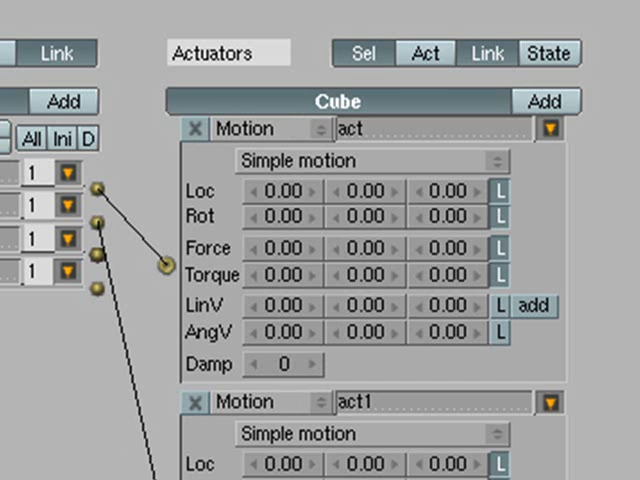 Link Actuators Sel Act Link State
Add Cube Add
All Ini D Motion act
1 Simple motion
1 Loc 0.00 0.00 0.00 L
Rot 0.00 0.00 0.00 L
1 Force 0.00 0.00 0.00 L
1 Torque 0.00 0.00 0.00 L
LinV 0.00 0.00 0.00 L add
AngV 0.00 0.00 0.00 L
Damp 0
Motion act1
Simple motion
Loc 0.00 0.00 0.00 L